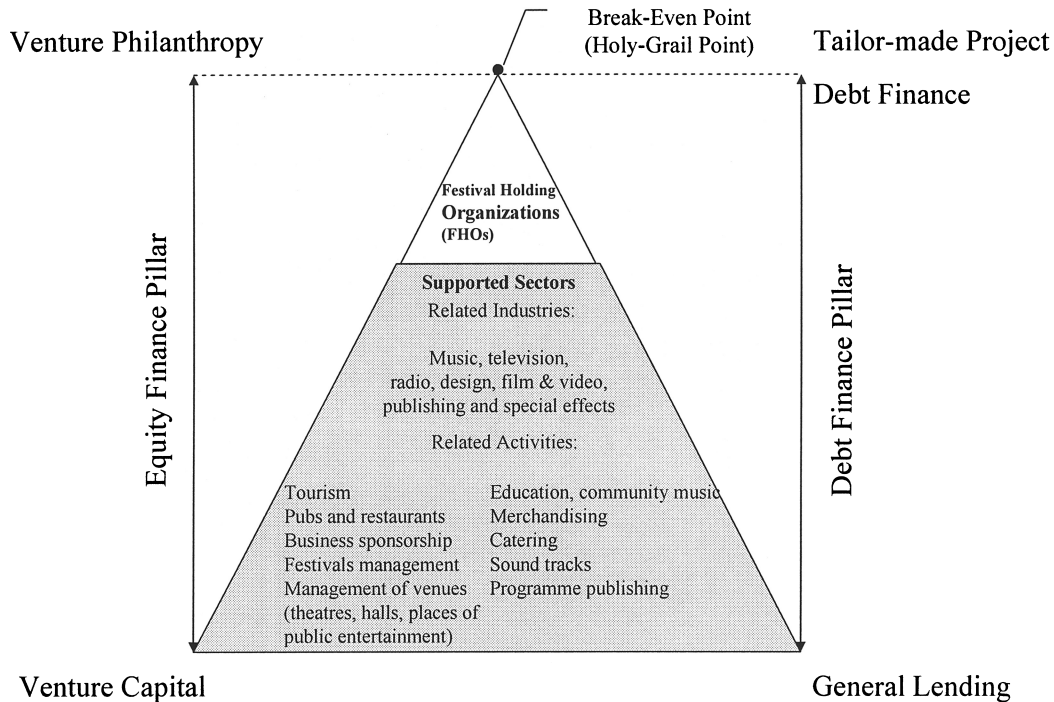 Break-Even Point
(Holy-Grail Point)
Venture Philanthropy
Tailor-made Project
Debt Finance
Festival Holding
Organizations
(FHOs)
Supported Sectors
Related Industries:
Music, television,
radio, design, film & video,
publishing and special effects
Related Activities:
Tourism
Pubs and restaurants
Business sponsorship
Festivals management
Management of venues
(theatres, halls, places of
public entertainment)
Education, community music
Merchandising
Catering
Sound tracks
Programme publishing
Equity Finance Pillar
Debt Finance Pillar
Venture Capital
General Lending